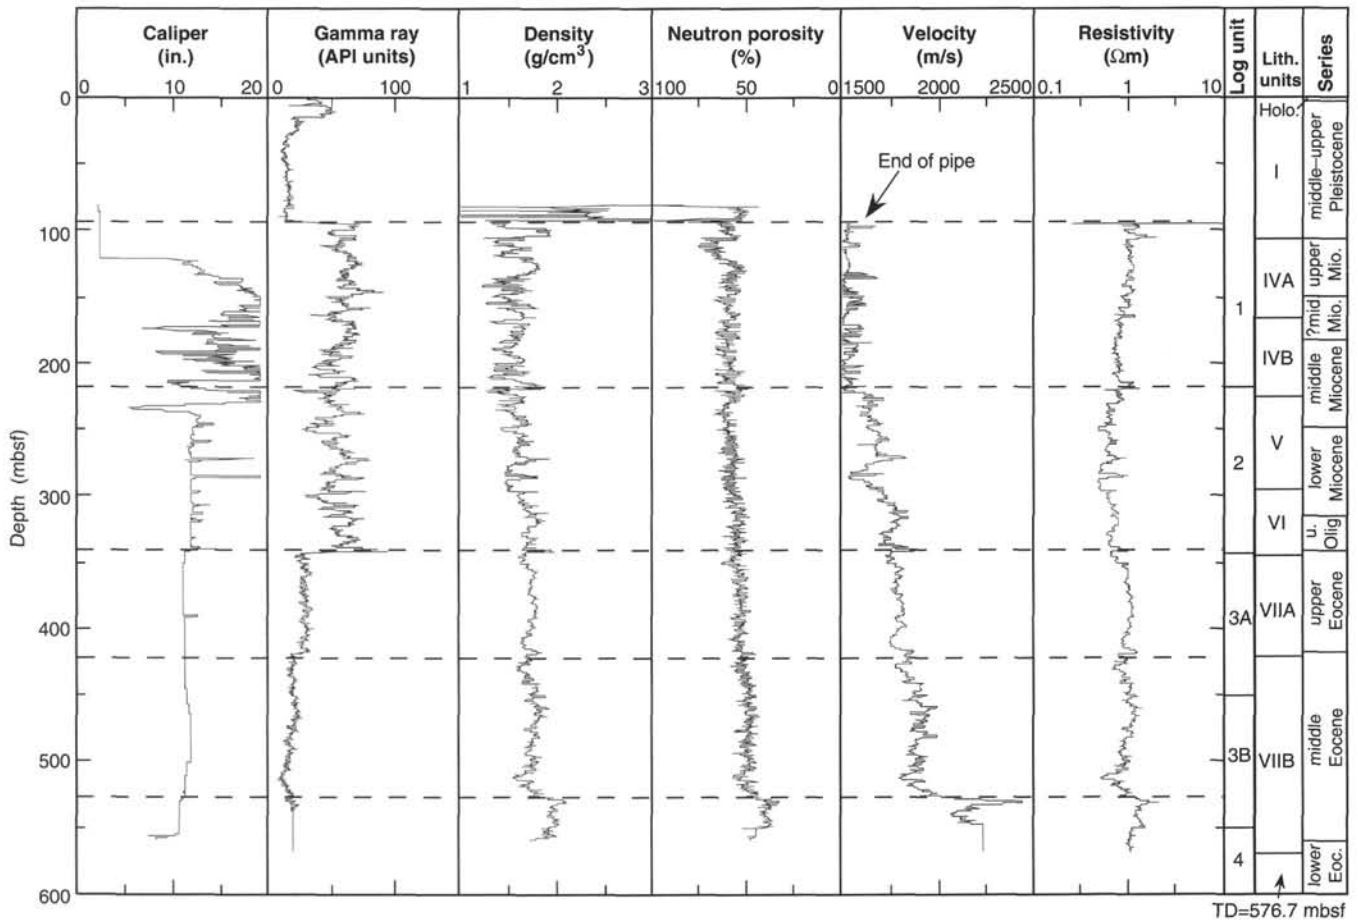 Caliper
(in.)
Gamma ray
(API units)
Density
(g/cm³)
Neutron porosity
(%)
Velocity
(m/s)
Resistivity
(Ωm)
Log unit
Lith.
units
Series
0 10 20
0 100
1 2 3
100 50 0
1500 2000 2500
0.1 1 10
Depth (mbsf)
0
100
200
300
400
500
600
End of pipe
1
2
3A
3B
4
Holo.
I
IVA
IVB
V
VI
VIIA
VIIB
middle–upper
Pleistocene
upper
Mio.
?mid
Mio.
middle
Miocene
lower
Miocene
u.
Olig
upper
Eocene
middle
Eocene
lower
Eoc.
TD=576.7 mbsf